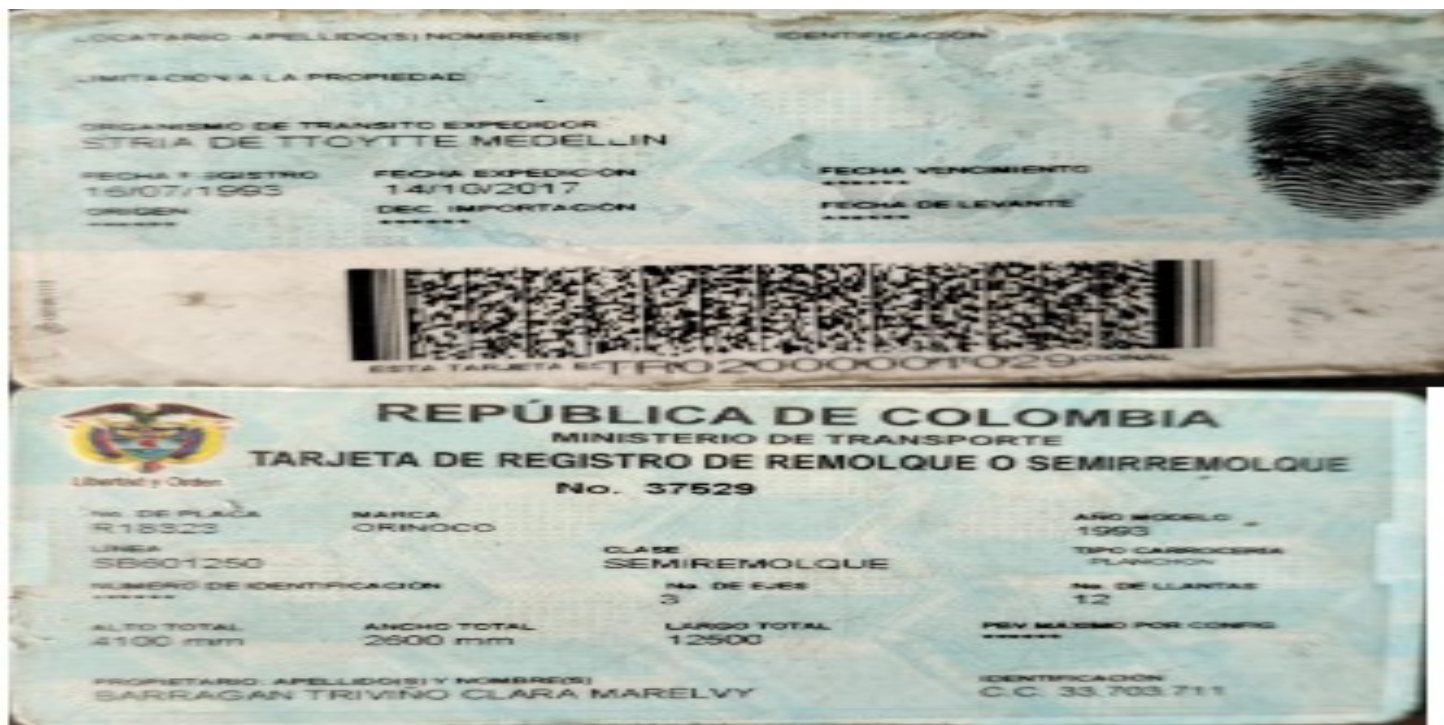 LOCATARIO: APELLIDO(S) NOMBRE(S) IDENTIFICACIÓN
LIMITACION A LA PROPIEDAD
ORGANISMO DE TRANSITO EXPEDIDOR
STRIA DE TTOYTTE MEDELLIN
FECHA REGISTRO FECHA EXPEDICIÓN FECHA VENCIMIENTO
16/07/1993 14/10/2017 ******
ORIGEN DEC. IMPORTACIÓN FECHA DE LEVANTE
****** ****** ******
ESTA TARJETA TR02000001029
REPÚBLICA DE COLOMBIA
MINISTERIO DE TRANSPORTE
TARJETA DE REGISTRO DE REMOLQUE O SEMIRREMOLQUE
Libertad y Orden
No. 37529
No. DE PLACA MARCA AÑO MODELO
R18323 ORINOCO 1993
LINEA CLASE TIPO CARROCERIA
SB601250 SEMIREMOLQUE PLANCHON
NUMERO DE IDENTIFICACIÓN No. DE EJES No. DE LLANTAS
****** 3 12
ALTO TOTAL ANCHO TOTAL LARGO TOTAL PBV MAXIMO POR CONFIG
4100 mm 2600 mm 12500 ******
PROPIETARIO: APELLIDO(S) Y NOMBRE(S) IDENTIFICACIÓN
BARRAGAN TRIVIÑO CLARA MARELVY C.C. 33.703.711